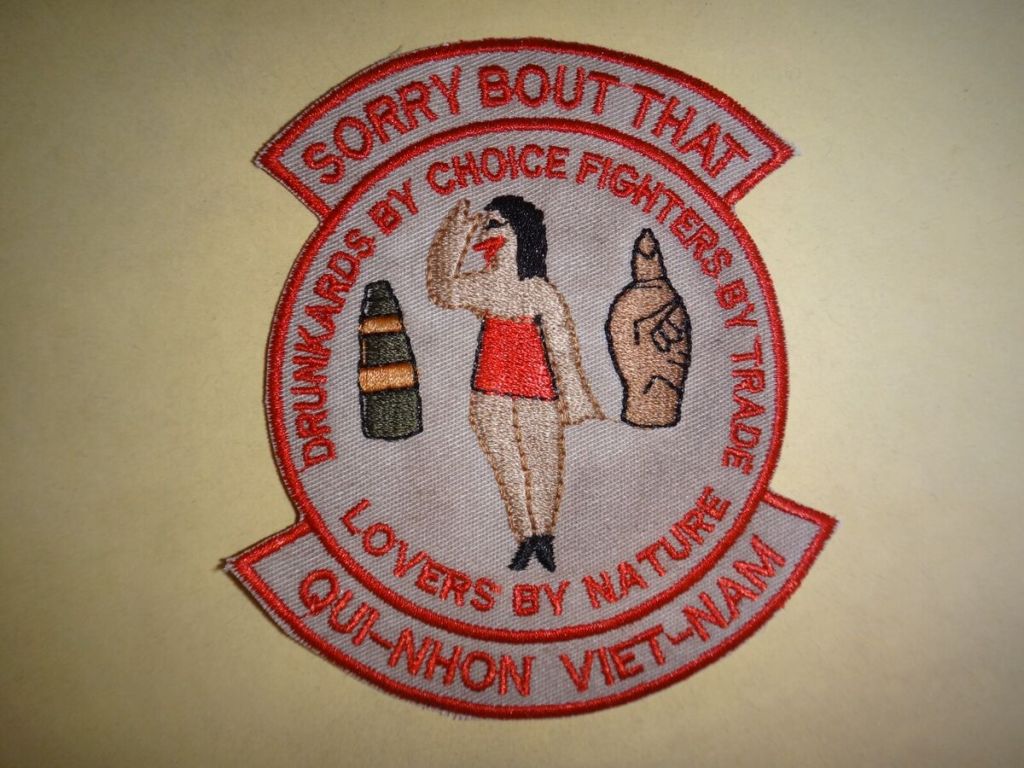 SORRY BOUT THAT
DRUNKARDS BY CHOICE FIGHTERS BY TRADE
LOVERS BY NATURE
QUI-NHON VIET-NAM